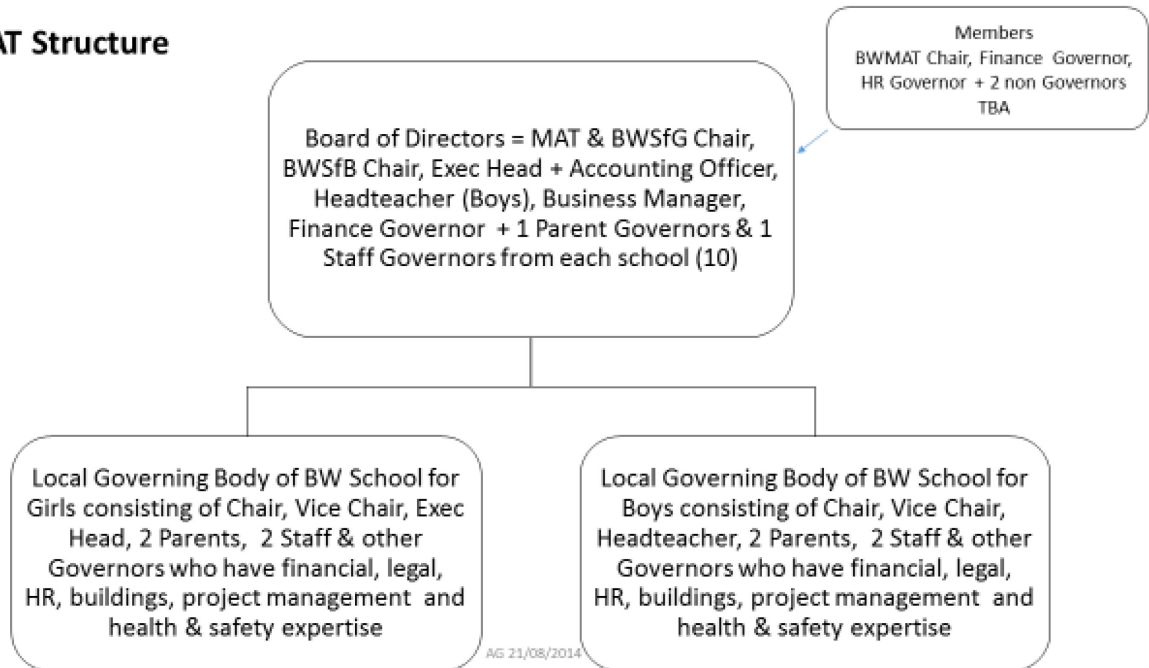 AT Structure
Members
BWMAT Chair, Finance Governor,
HR Governor + 2 non Governors
TBA
Board of Directors = MAT & BWSfG Chair,
BWSfB Chair, Exec Head + Accounting Officer,
Headteacher (Boys), Business Manager,
Finance Governor + 1 Parent Governors & 1
Staff Governors from each school (10)
Local Governing Body of BW School for
Girls consisting of Chair, Vice Chair, Exec
Head, 2 Parents, 2 Staff & other
Governors who have financial, legal,
HR, buildings, project management and
health & safety expertise
Local Governing Body of BW School for
Boys consisting of Chair, Vice Chair,
Headteacher, 2 Parents, 2 Staff & other
Governors who have financial, legal,
HR, buildings, project management and
health & safety expertise
AG 21/08/2014